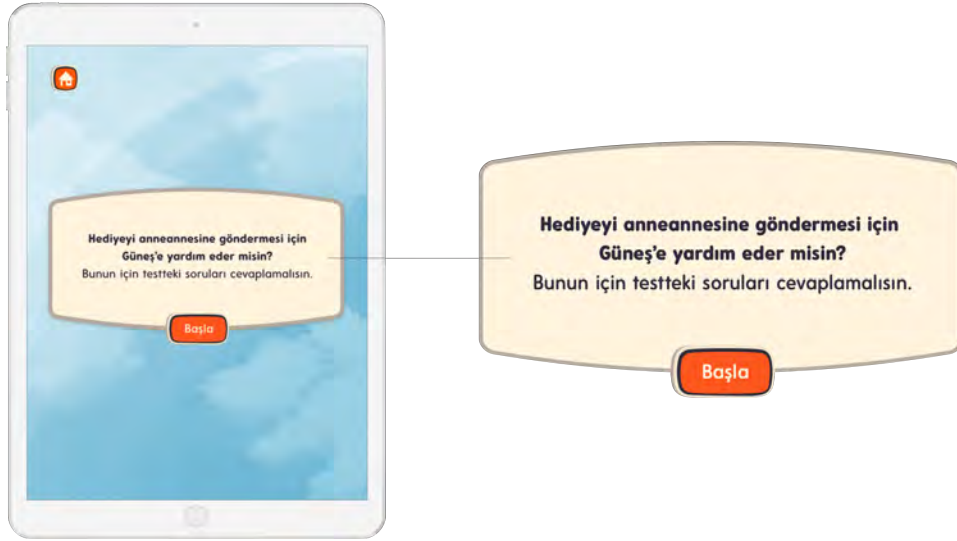 Hediyeyi anneannesine göndermesi için
Güneş'e yardım eder misin?
Bunun için testteki soruları cevaplamalısın.
Başla
Hediyeyi anneannesine göndermesi için
Güneş'e yardım eder misin?
Bunun için testteki soruları cevaplamalısın.
Başla